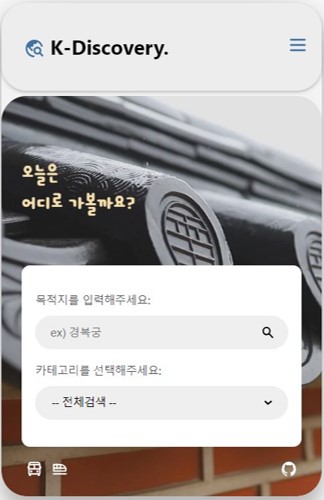 K-Discovery.
오늘은
어디로 가볼까요?
목적지를 입력해주세요:
ex) 경복궁
카테고리를 선택해주세요:
-- 전체검색 --